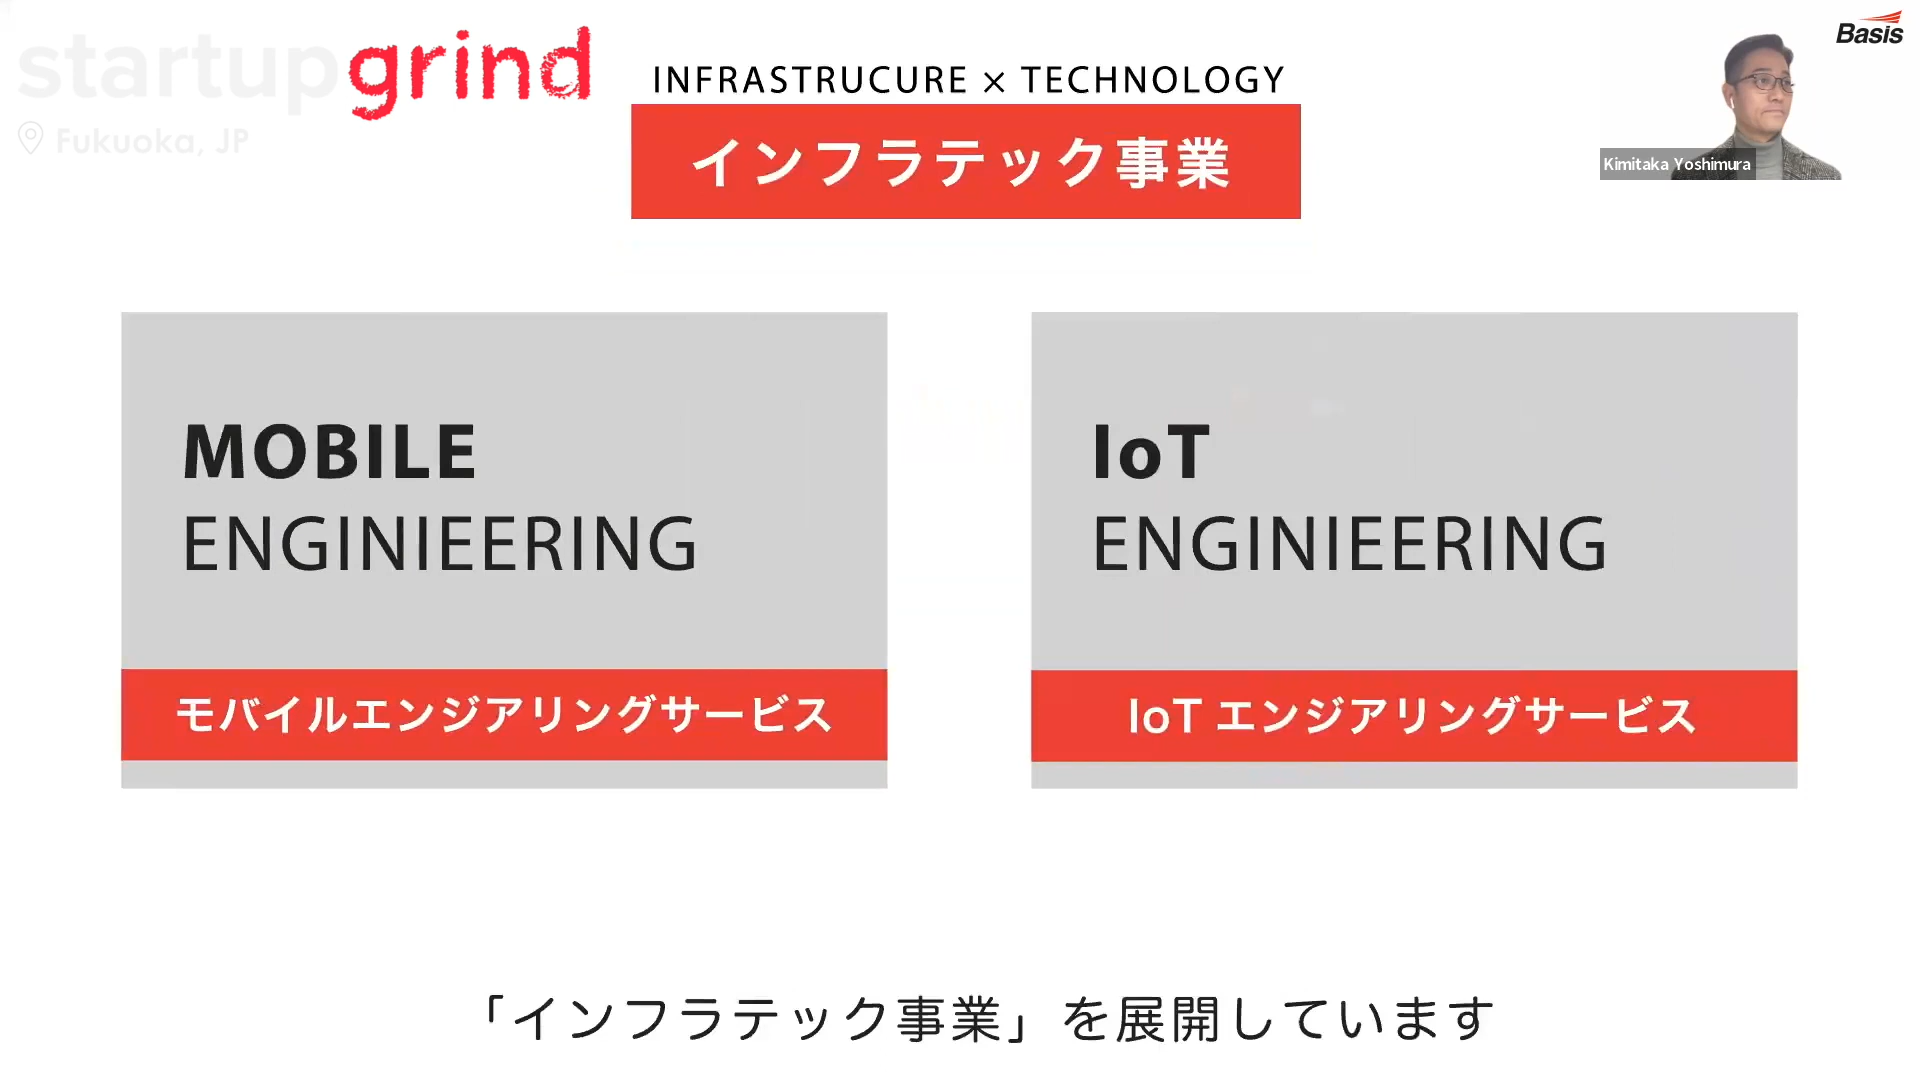 startupgrind
Fukuoka, JP
INFRASTRUCURE × TECHNOLOGY
インフラテック事業
Basis
Kimitaka Yoshimura
MOBILE
ENGINIEERING
モバイルエンジアリングサービス
IoT
ENGINIEERING
IoT エンジアリングサービス
「インフラテック事業」を展開しています